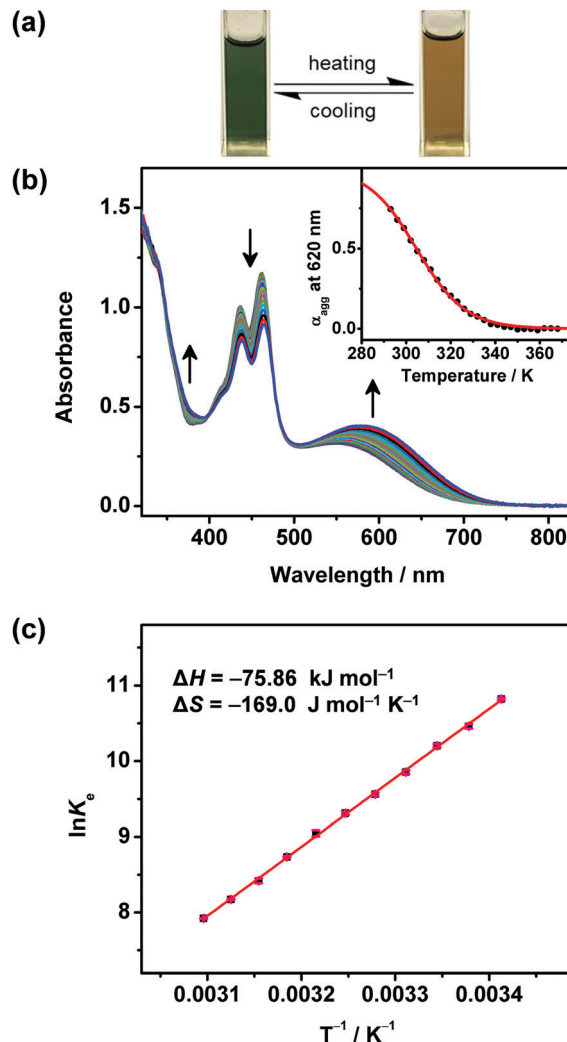 (a)
heating
cooling
(b)
1.5
1.0
0.5
0.0
Absorbance
400 500 600 700 800
Wavelength / nm
0.5
0.0
α_agg at 620 nm
280 300 320 340 360
Temperature / K
(c)
ΔH = −75.86 kJ mol⁻¹
ΔS = −169.0 J mol⁻¹ K⁻¹
11
10
9
8
lnKₑ
0.0031 0.0032 0.0033 0.0034
T⁻¹ / K⁻¹